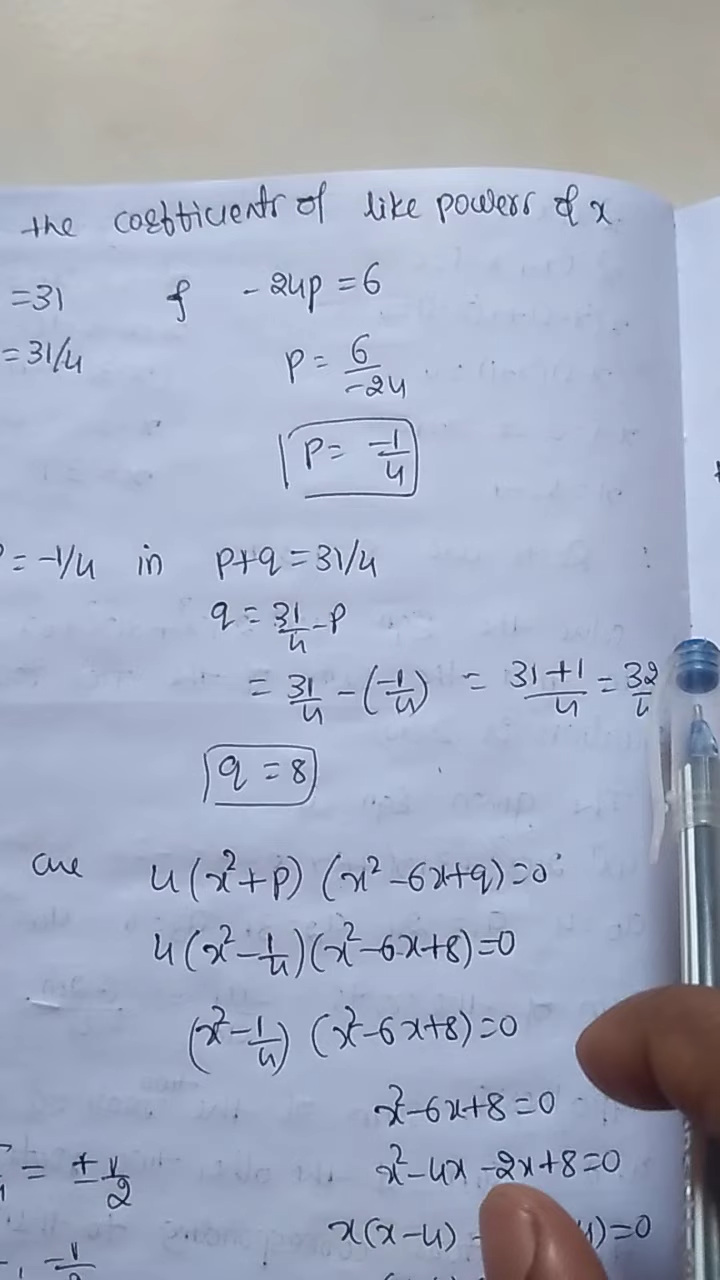 the coefficients of like powers of x.
=31 & -24p = 6
= 31/4 p = 6/-24
p = -1/4
= -1/4 in p+q = 31/4
q = 31/4 - p
= 31/4 - (-1/4) = 31+1/4 = 32
q = 8
are 4(x²+p) (x²-6x+q)=0
4(x²-1/4)(x²-6x+8)=0
(x²-1/4) (x²-6x+8)=0
x²-6x+8=0
= ±1/2 x²-4x-2x+8=0
x(x-4) )=0